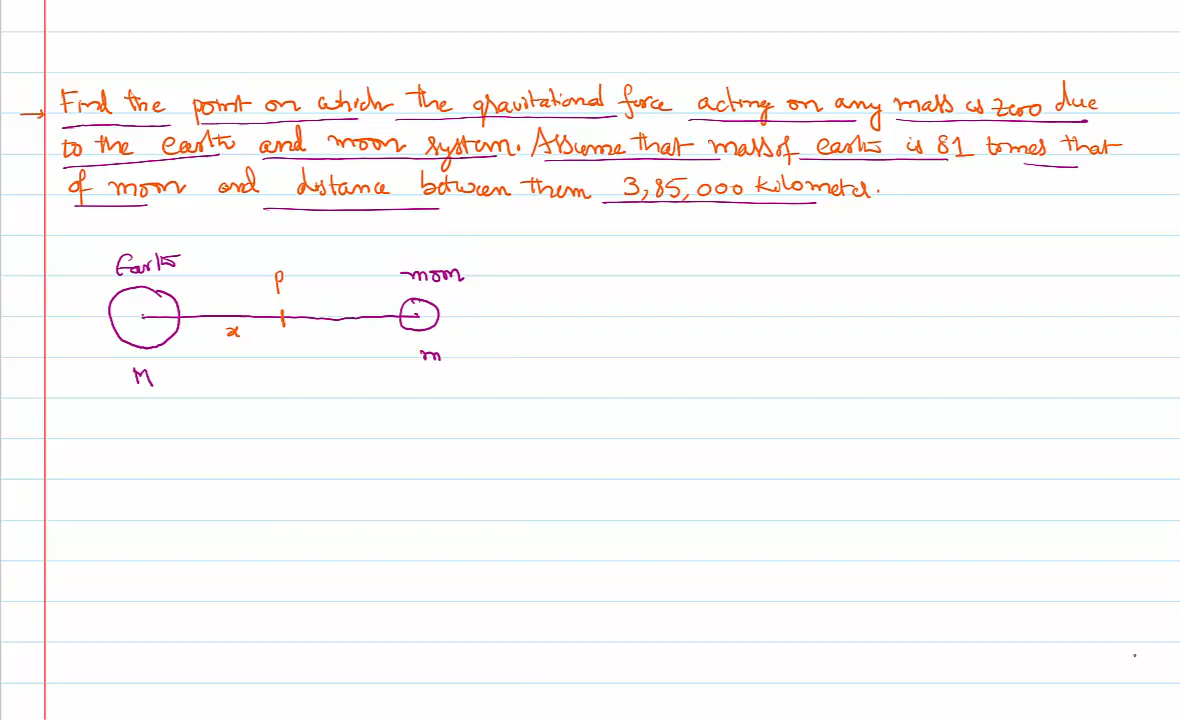 → Find the point on which the gravitational force acting on any mass is zero due
to the earth and moon system. Assume that mass of earth is 81 times that
of moon and distance between them 3,85,000 kilometer.
Earth
P
moon
x
m
M